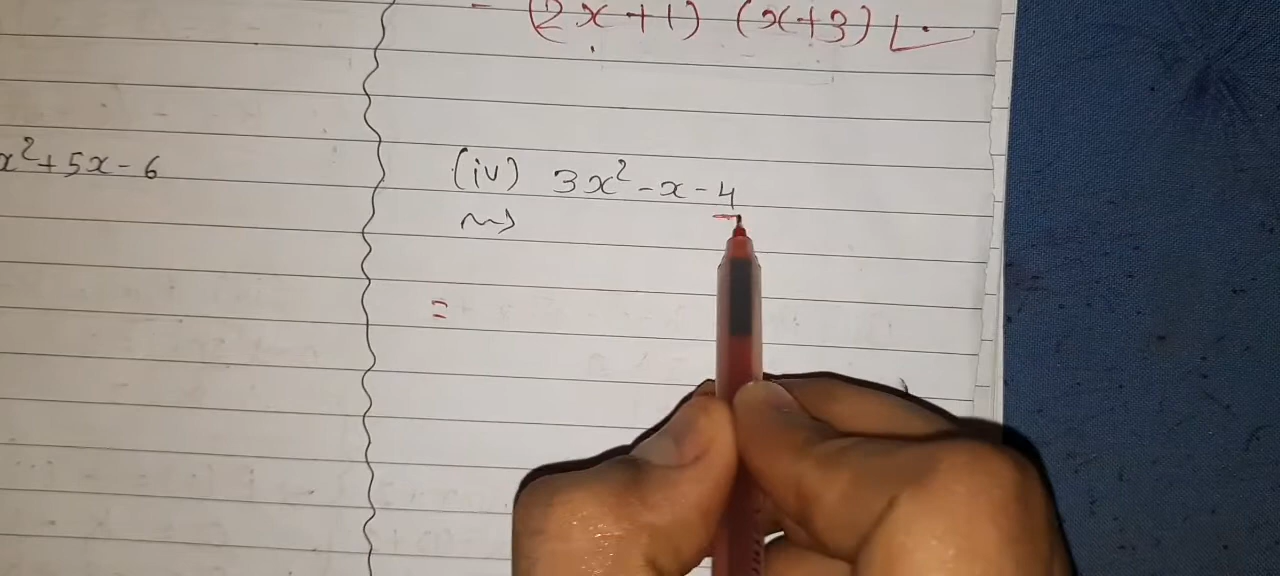 - (2x+1) (x+3)
x²+5x-6
(iv) 3x²-x-4
=